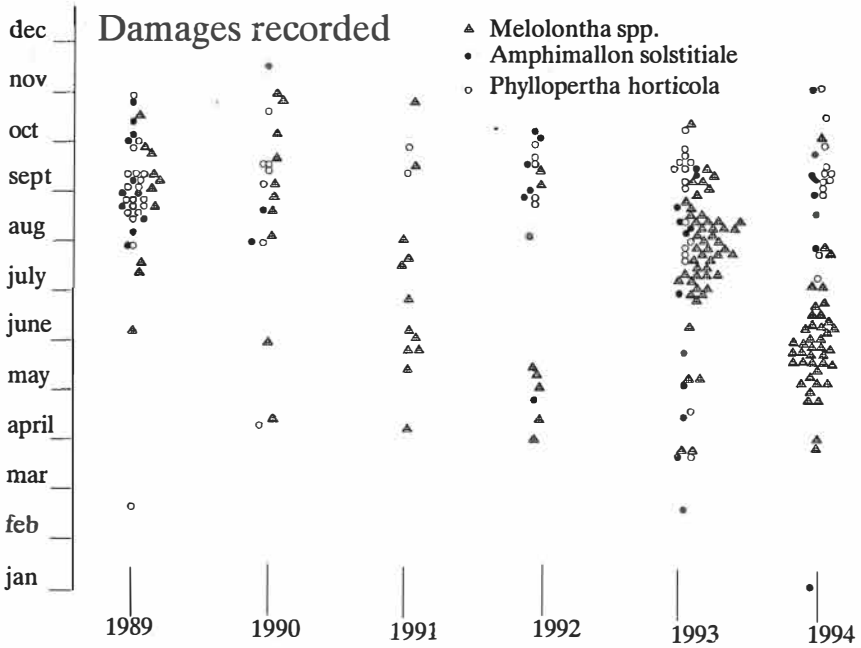 Damages recorded
Melolontha spp.
Amphimallon solstitiale
Phyllopertha horticola
dec
nov
oct
sept
aug
july
june
may
april
mar
feb
jan
1989
1990
1991
1992
1993
1994